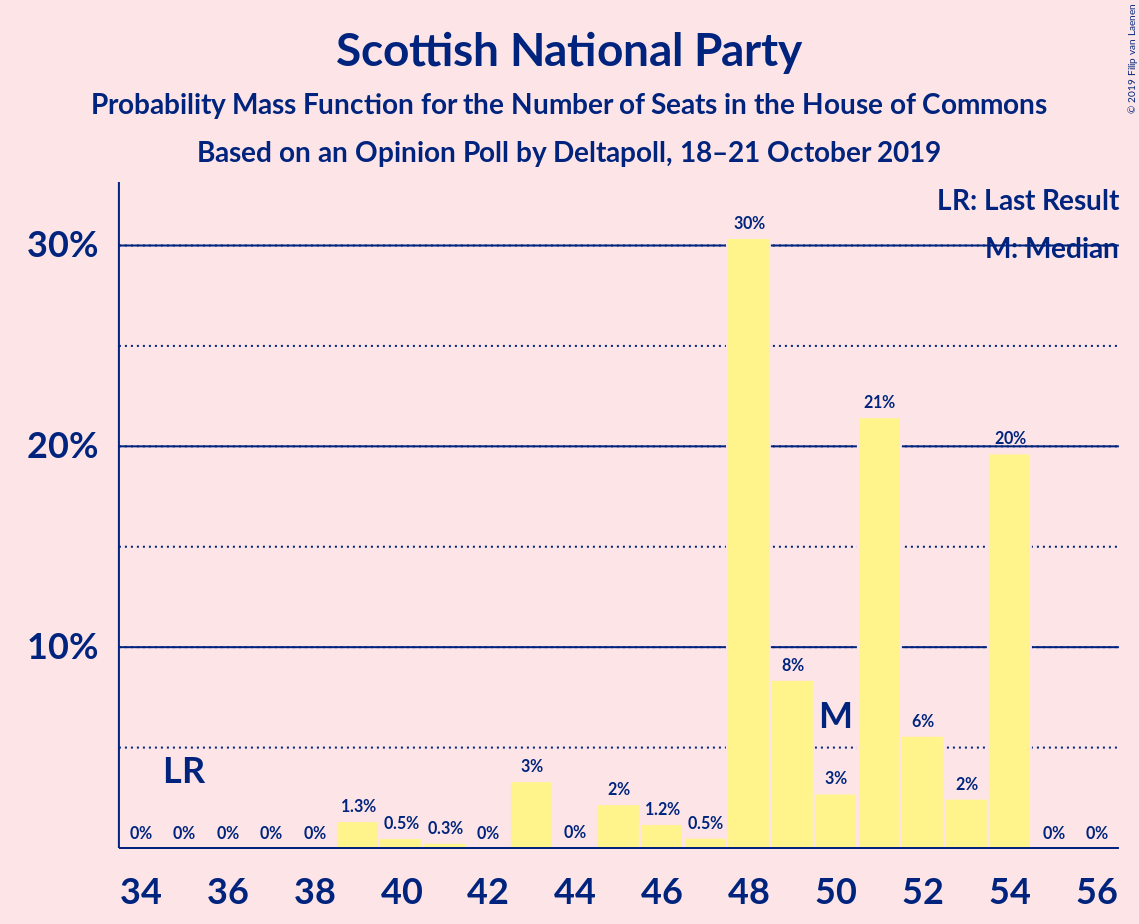 Scottish National Party
Probability Mass Function for the Number of Seats in the House of Commons
Based on an Opinion Poll by Deltapoll, 18–21 October 2019
© 2019 Filip van Laenen
LR: Last Result
M: Median
30%
20%
10%
0%
0%
0%
0%
0%
1.3%
0.5%
0.3%
0%
3%
0%
2%
1.2%
0.5%
30%
8%
3%
21%
6%
2%
20%
0%
0%
LR
M
34 36 38 40 42 44 46 48 50 52 54 56